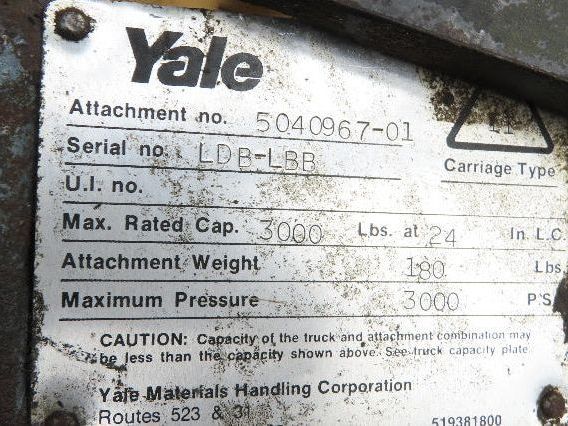 Yale
Attachment no. 5040967-01
11
Serial no. LDB-LBB
Carriage Type
U.I. no.
Max. Rated Cap. 3000 Lbs. at 24 In L.C.
Attachment Weight 180 Lbs
Maximum Pressure 3000 P'S
CAUTION: Capacity of the truck and attachment combination may
be less than the capacity shown above. See truck capacity plate.
Yale Materials Handling Corporation
Routes 523 & 31
519381800